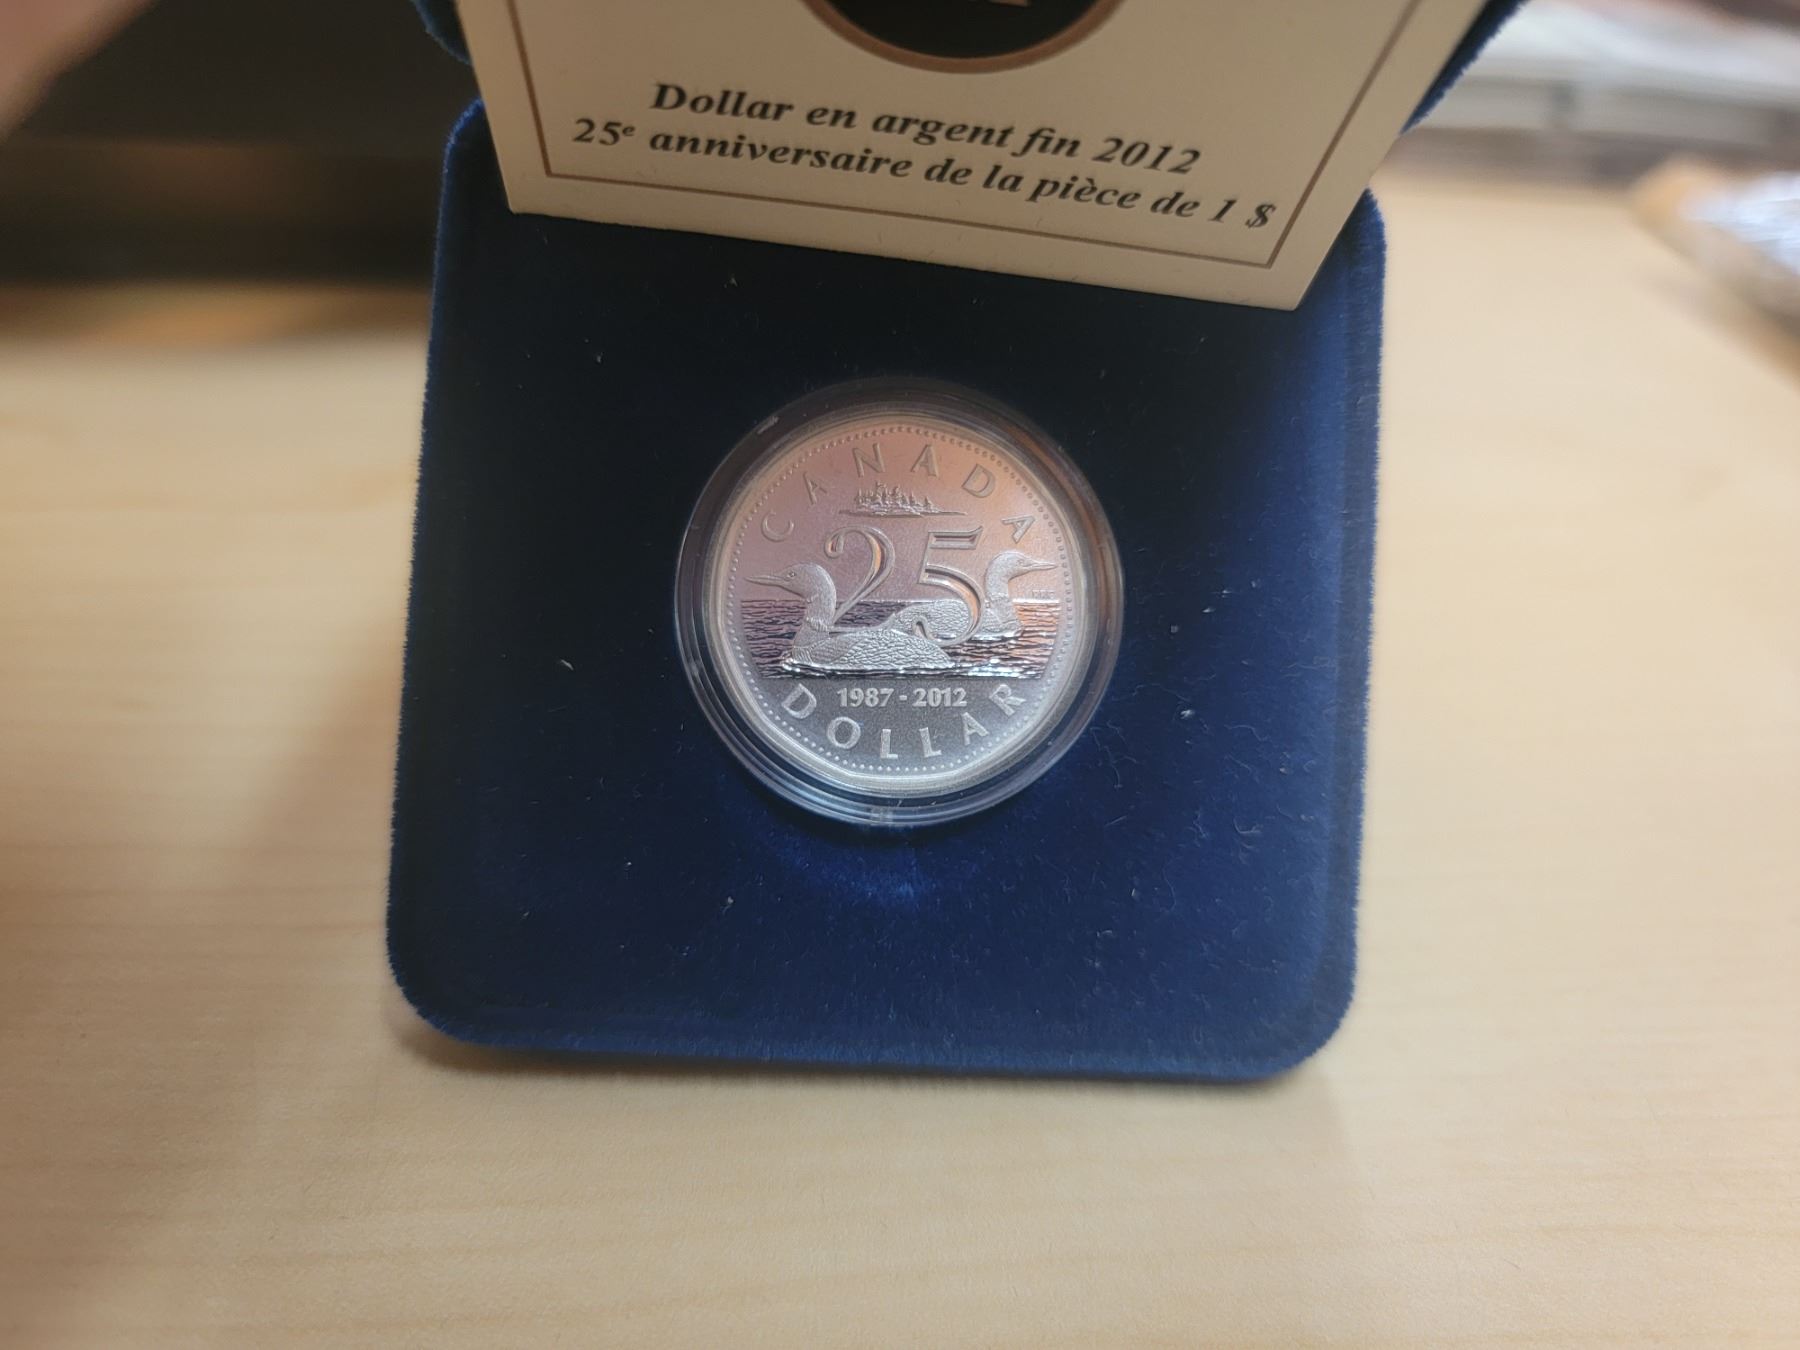 Dollar en argent fin 2012
25e anniversaire de la pièce de 1 $
CANADA
25
1987 - 2012
DOLLAR